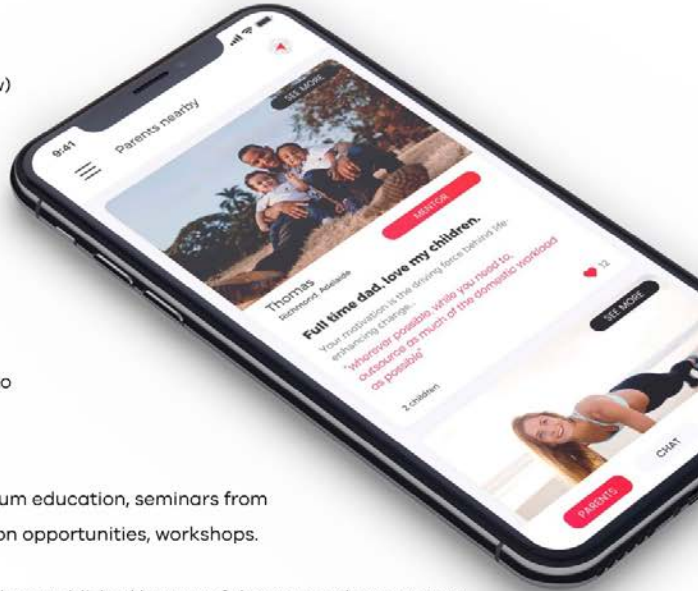 w)
o
um education, seminars from
on opportunities, workshops.
9:41
Parents nearby
SEE MORE
MENTOR
Thomas
Richmond, Adelaide
Full time dad. love my children.
Your motivation is the driving force behind life-
enhancing change...
"wherever possible, while you need to,
outsource as much of the domestic workload
as possible"
12
2 children
SEE MORE
PARENTS
CHAT